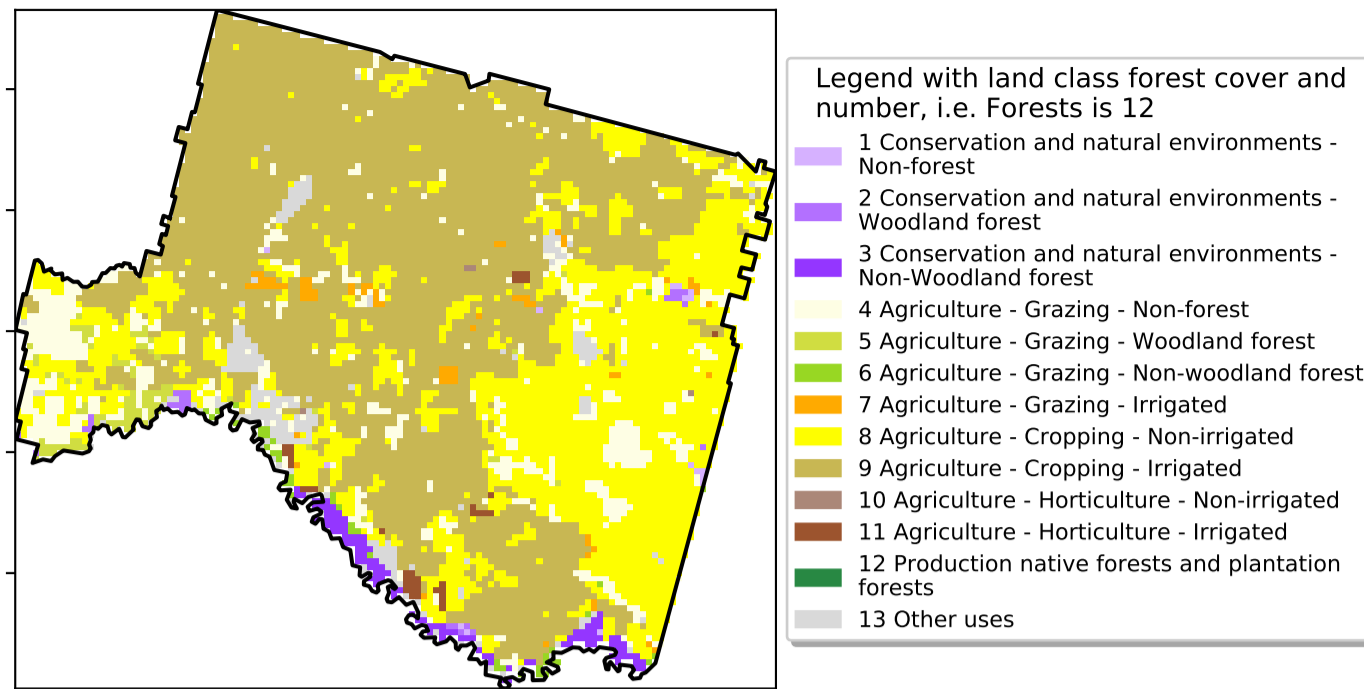 Legend with land class forest cover and
number, i.e. Forests is 12
1 Conservation and natural environments -
Non-forest
2 Conservation and natural environments -
Woodland forest
3 Conservation and natural environments -
Non-Woodland forest
4 Agriculture - Grazing - Non-forest
5 Agriculture - Grazing - Woodland forest
6 Agriculture - Grazing - Non-woodland forest
7 Agriculture - Grazing - Irrigated
8 Agriculture - Cropping - Non-irrigated
9 Agriculture - Cropping - Irrigated
10 Agriculture - Horticulture - Non-irrigated
11 Agriculture - Horticulture - Irrigated
12 Production native forests and plantation
forests
13 Other uses